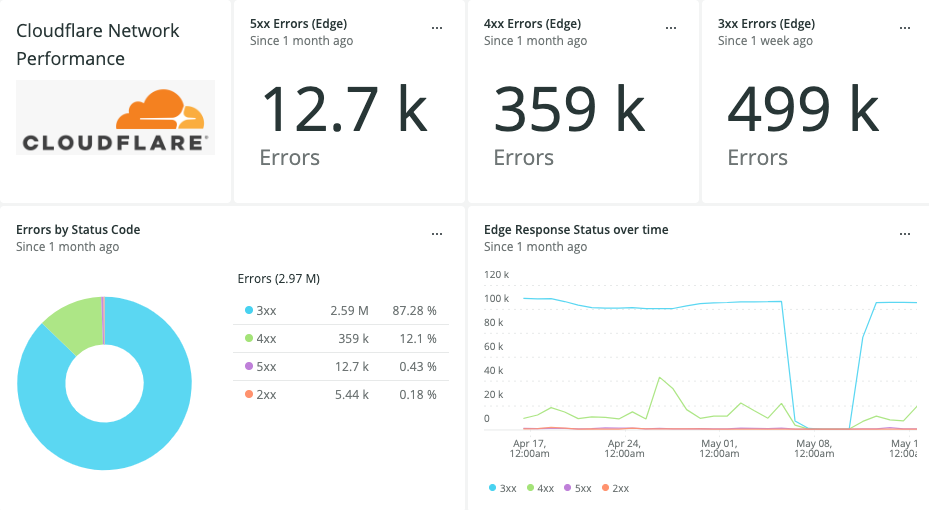 Cloudflare Network
Performance
CLOUDFLARE
5xx Errors (Edge)
Since 1 month ago
12.7 k
Errors
4xx Errors (Edge)
Since 1 month ago
359 k
Errors
3xx Errors (Edge)
Since 1 week ago
499 k
Errors
Errors by Status Code
Since 1 month ago
Errors (2.97 M)
3xx 2.59 M 87.28 %
4xx 359 k 12.1 %
5xx 12.7 k 0.43 %
2xx 5.44 k 0.18 %
Edge Response Status over time
Since 1 month ago
120 k
100 k
80 k
60 k
40 k
20 k
0
Apr 17, Apr 24, May 01, May 08, May 1
12:00am 12:00am 12:00am 12:00am 12:00a
3xx 4xx 5xx 2xx